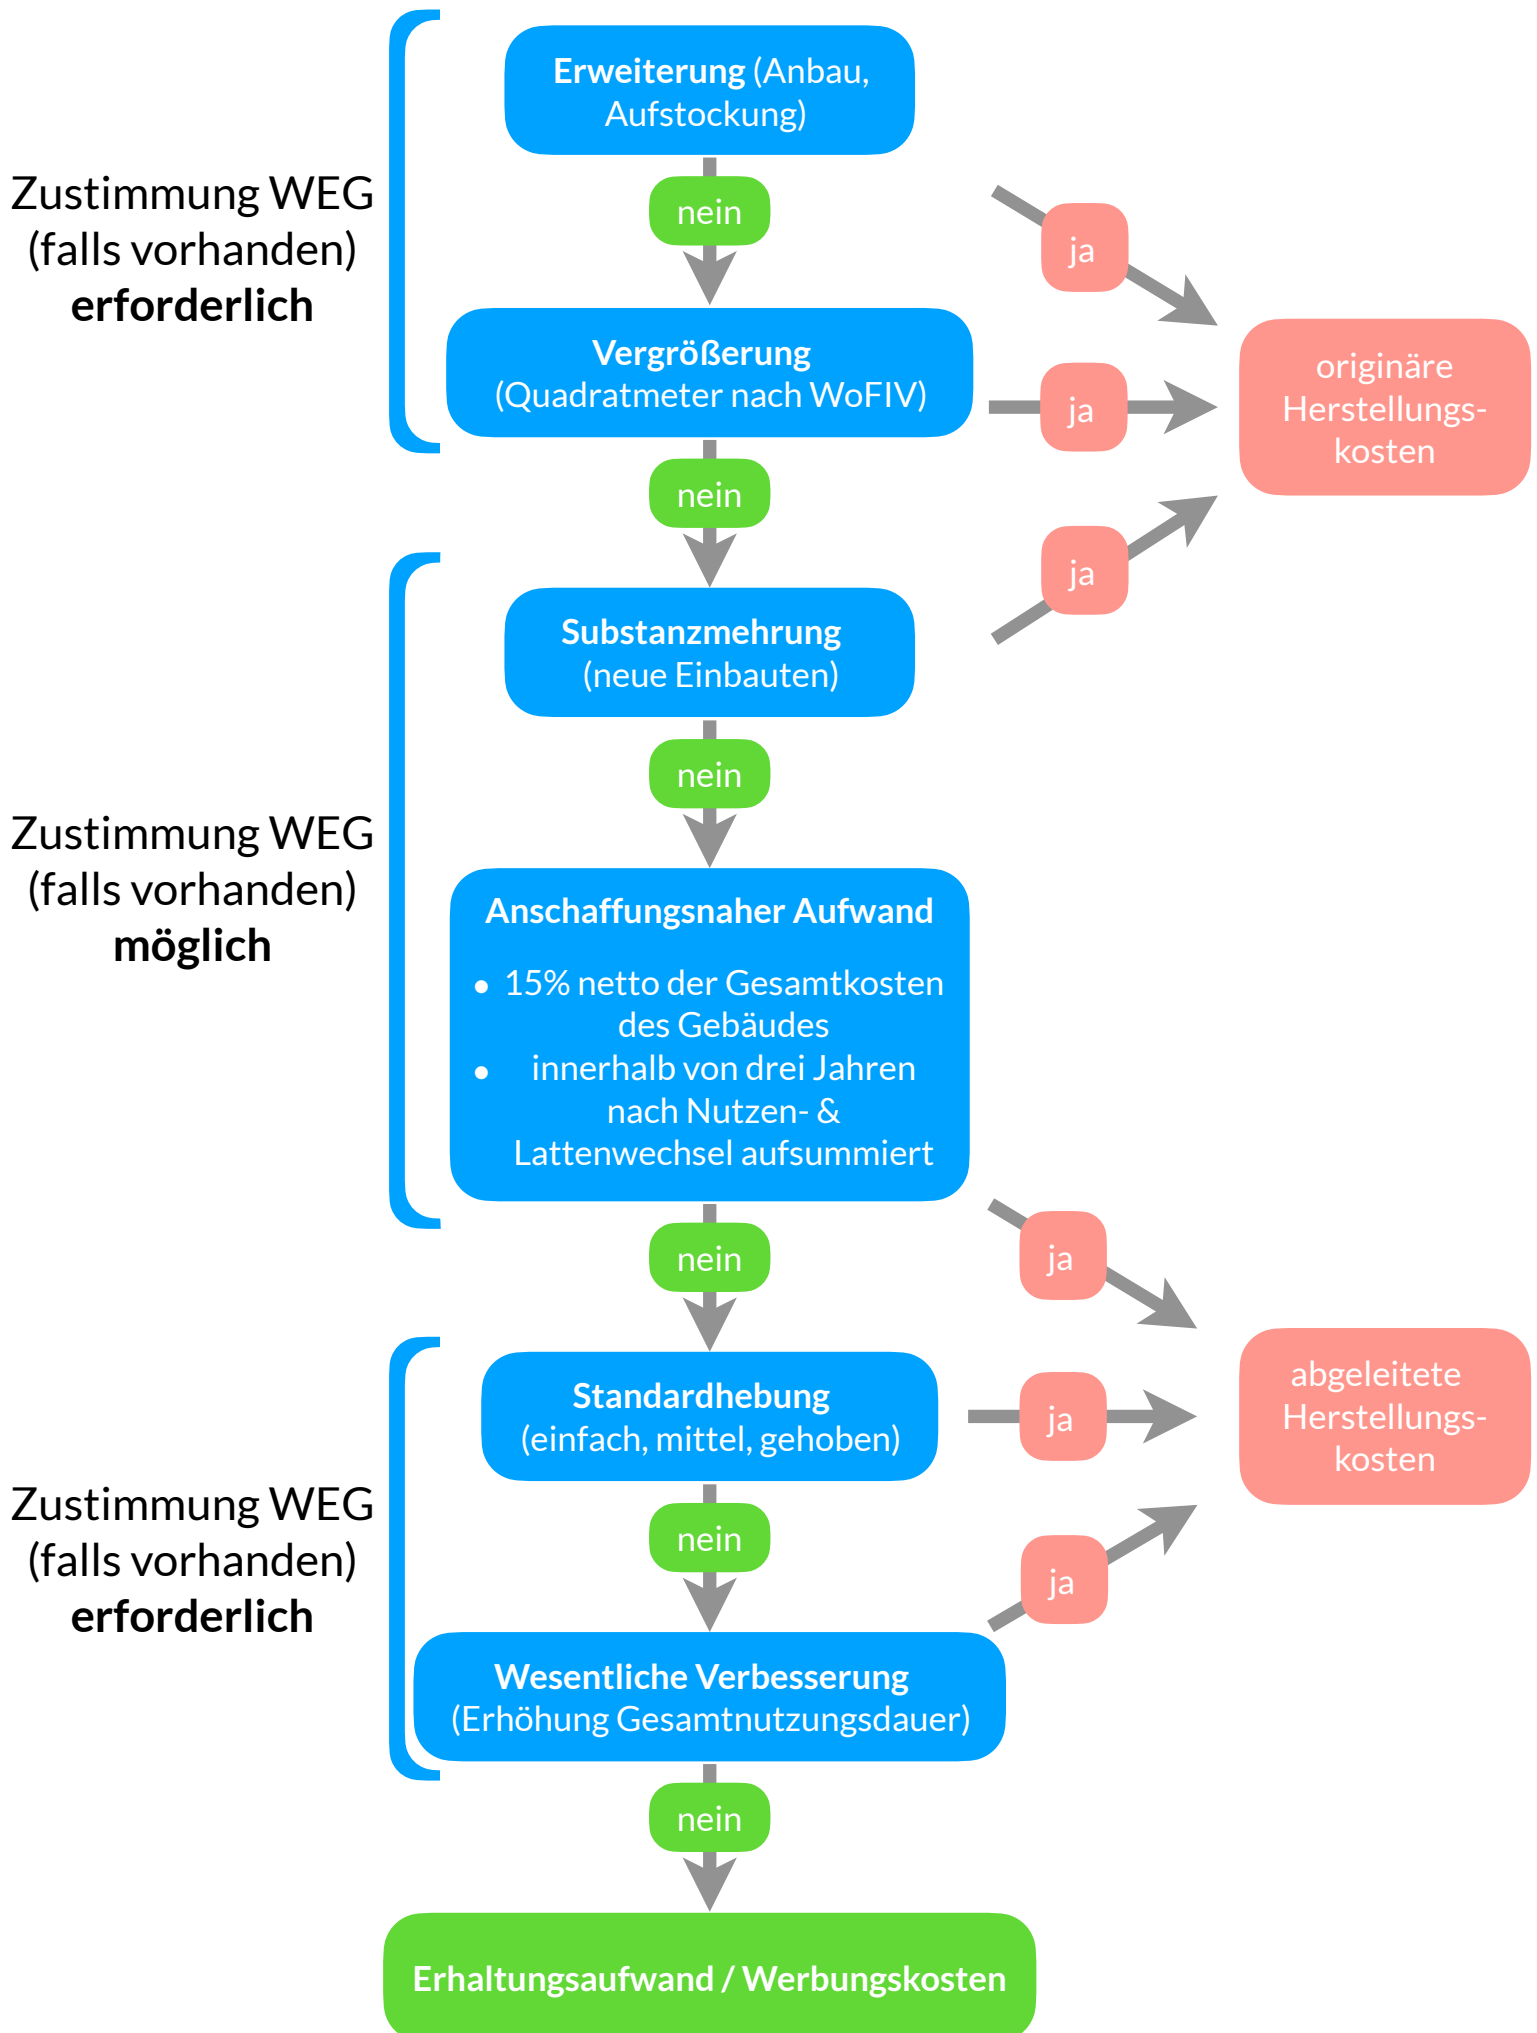 Erweiterung (Anbau,
Aufstockung)
nein
ja
Zustimmung WEG
(falls vorhanden)
erforderlich
Vergrößerung
(Quadratmeter nach WoFIV)
ja
originäre
Herstellungs-
kosten
nein
ja
Substanzmehrung
(neue Einbauten)
nein
Zustimmung WEG
(falls vorhanden)
möglich
Anschaffungsnaher Aufwand
• 15% netto der Gesamtkosten
des Gebäudes
• innerhalb von drei Jahren
nach Nutzen- &
Lattenwechsel aufsummiert
nein
ja
Standardhebung
(einfach, mittel, gehoben)
ja
abgeleitete
Herstellungs-
kosten
Zustimmung WEG
(falls vorhanden)
erforderlich
nein
ja
Wesentliche Verbesserung
(Erhöhung Gesamtnutzungsdauer)
nein
Erhaltungsaufwand / Werbungskosten